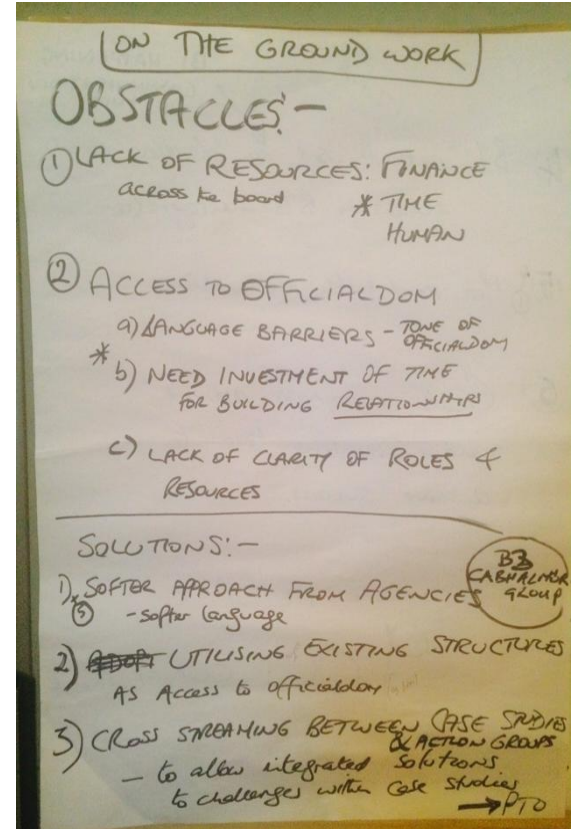 ON THE GROUND WORK
OBSTACLES:-
① LACK OF RESOURCES: FINANCE
across the board * TIME
HUMAN
② ACCESS TO OFFICIALDOM
a) LANGUAGE BARRIERS - TONE OF
OFFICIALDOM
* b) NEED INVESTMENT OF TIME
FOR BUILDING RELATIONSHIPS
c) LACK OF CLARITY OF ROLES &
RESOURCES
SOLUTIONS:-
B3
GROUP
1) SOFTER APPROACH FROM AGENCIES
- softer language
2) UTILISING EXISTING STRUCTURES
AS Access to officialdom
3) CROSS STREAMING BETWEEN CASE STUDIES
& ACTION GROUPS
- to allow integrated solutions
to challenges within case studies
→ PTO